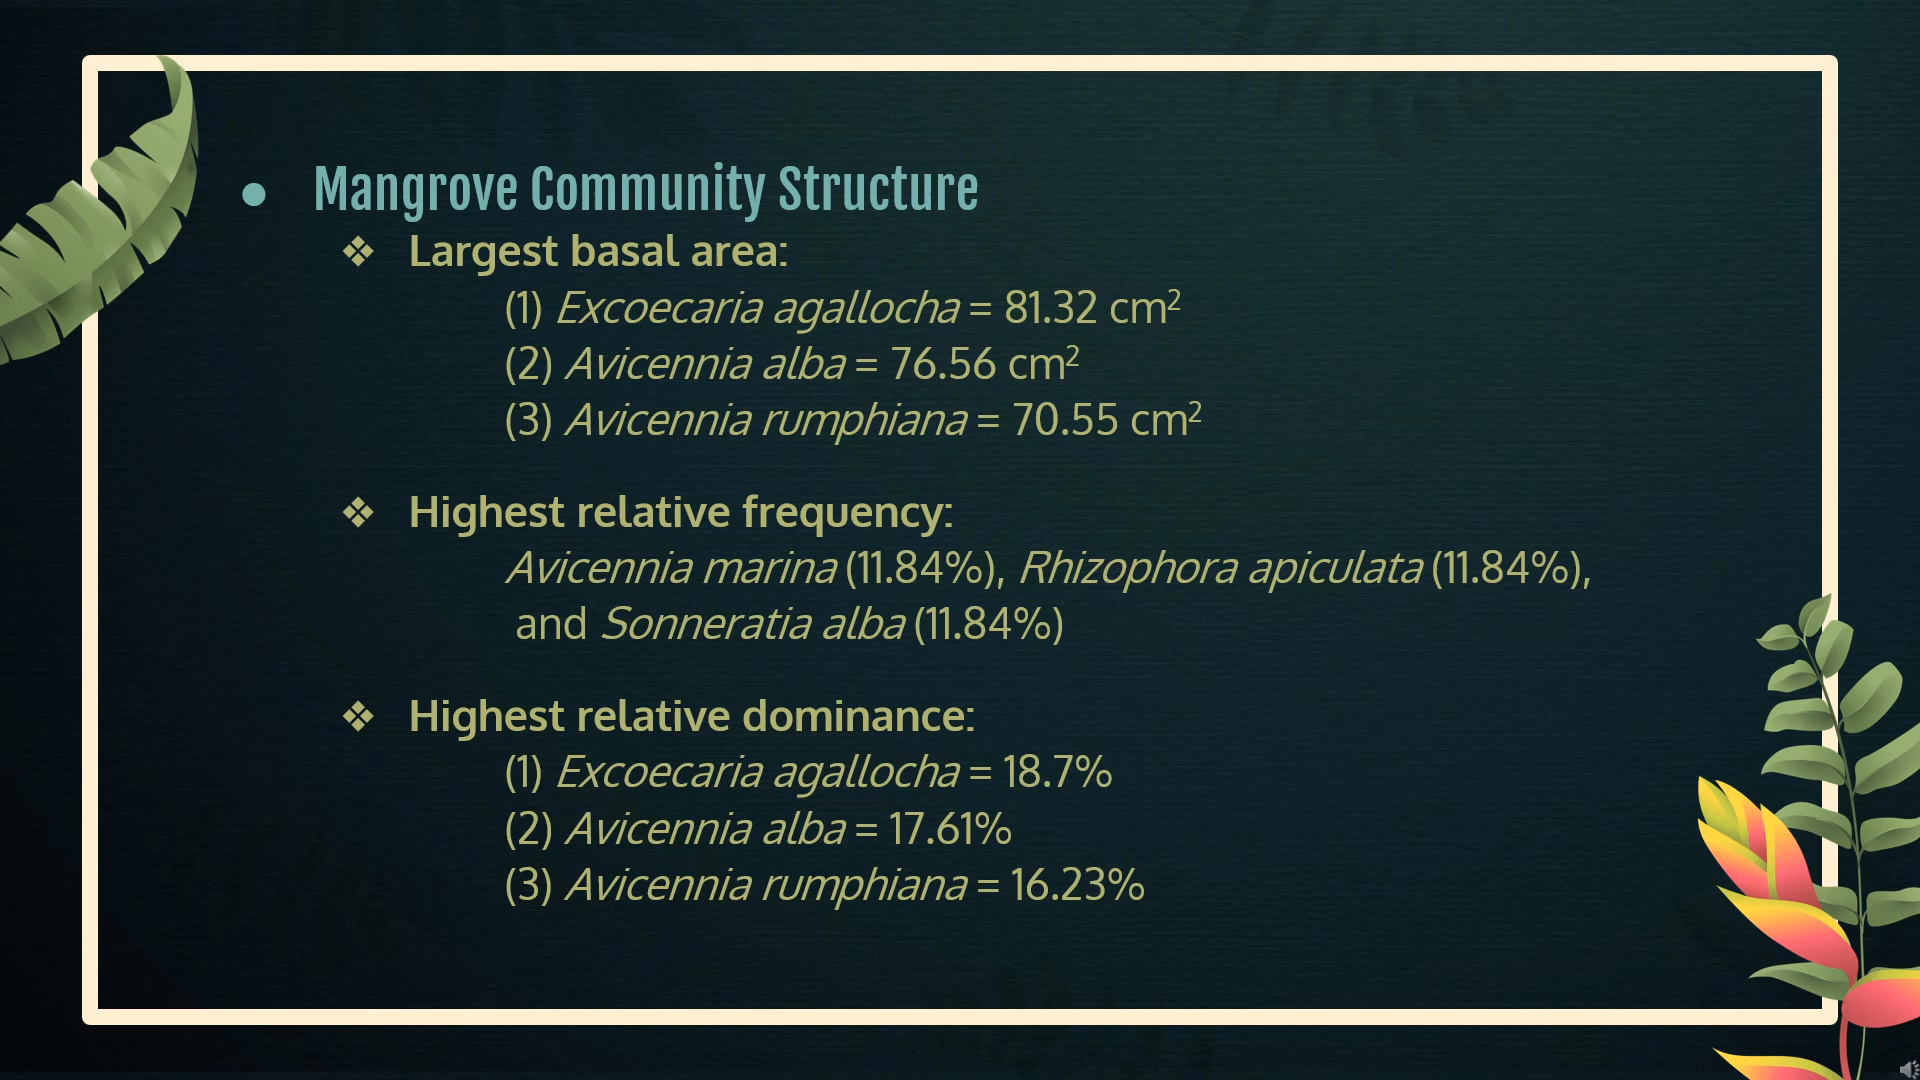 ● Mangrove Community Structure
❖ Largest basal area:
(1) Excoecaria agallocha = 81.32 cm²
(2) Avicennia alba = 76.56 cm²
(3) Avicennia rumphiana = 70.55 cm²
❖ Highest relative frequency:
Avicennia marina (11.84%), Rhizophora apiculata (11.84%),
and Sonneratia alba (11.84%)
❖ Highest relative dominance:
(1) Excoecaria agallocha = 18.7%
(2) Avicennia alba = 17.61%
(3) Avicennia rumphiana = 16.23%